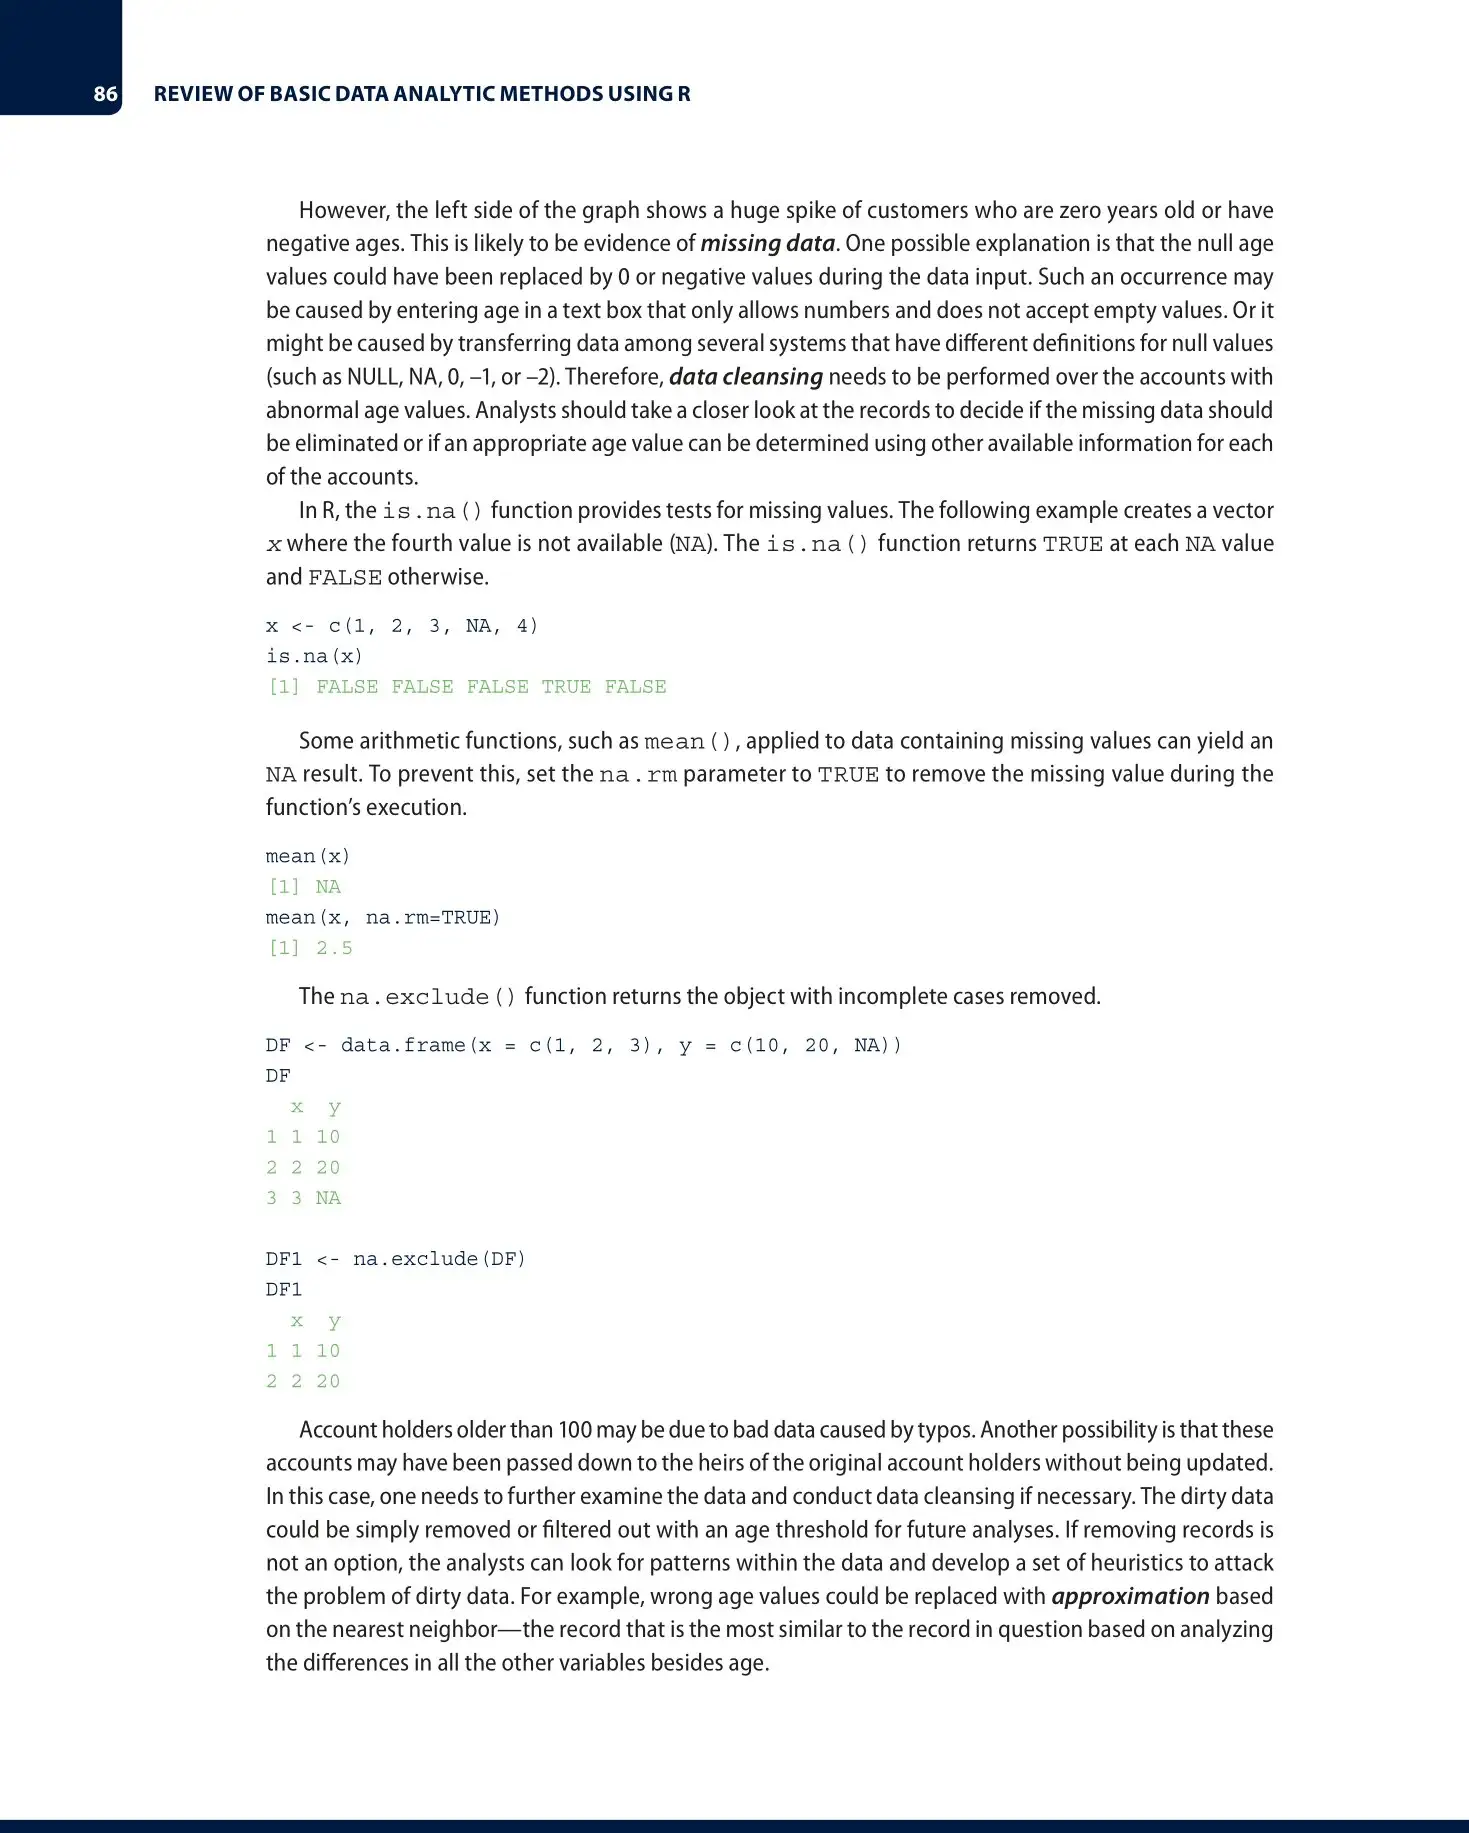 86 REVIEW OF BASIC DATA ANALYTIC METHODS USING R
However, the left side of the graph shows a huge spike of customers who are zero years old or have
negative ages. This is likely to be evidence of missing data. One possible explanation is that the null age
values could have been replaced by 0 or negative values during the data input. Such an occurrence may
be caused by entering age in a text box that only allows numbers and does not accept empty values. Or it
might be caused by transferring data among several systems that have different definitions for null values
(such as NULL, NA, 0, –1, or –2). Therefore, data cleansing needs to be performed over the accounts with
abnormal age values. Analysts should take a closer look at the records to decide if the missing data should
be eliminated or if an appropriate age value can be determined using other available information for each
of the accounts.
In R, the is.na() function provides tests for missing values. The following example creates a vector
x where the fourth value is not available (NA). The is.na() function returns TRUE at each NA value
and FALSE otherwise.
x <- c(1, 2, 3, NA, 4)
is.na(x)
[1] FALSE FALSE FALSE TRUE FALSE
Some arithmetic functions, such as mean(), applied to data containing missing values can yield an
NA result. To prevent this, set the na.rm parameter to TRUE to remove the missing value during the
function’s execution.
mean(x)
[1] NA
mean(x, na.rm=TRUE)
[1] 2.5
The na.exclude() function returns the object with incomplete cases removed.
DF <- data.frame(x = c(1, 2, 3), y = c(10, 20, NA))
DF
x y
1 1 10
2 2 20
3 3 NA
DF1 <- na.exclude(DF)
DF1
x y
1 1 10
2 2 20
Account holders older than 100 may be due to bad data caused by typos. Another possibility is that these
accounts may have been passed down to the heirs of the original account holders without being updated.
In this case, one needs to further examine the data and conduct data cleansing if necessary. The dirty data
could be simply removed or filtered out with an age threshold for future analyses. If removing records is
not an option, the analysts can look for patterns within the data and develop a set of heuristics to attack
the problem of dirty data. For example, wrong age values could be replaced with approximation based
on the nearest neighbor—the record that is the most similar to the record in question based on analyzing
the differences in all the other variables besides age.